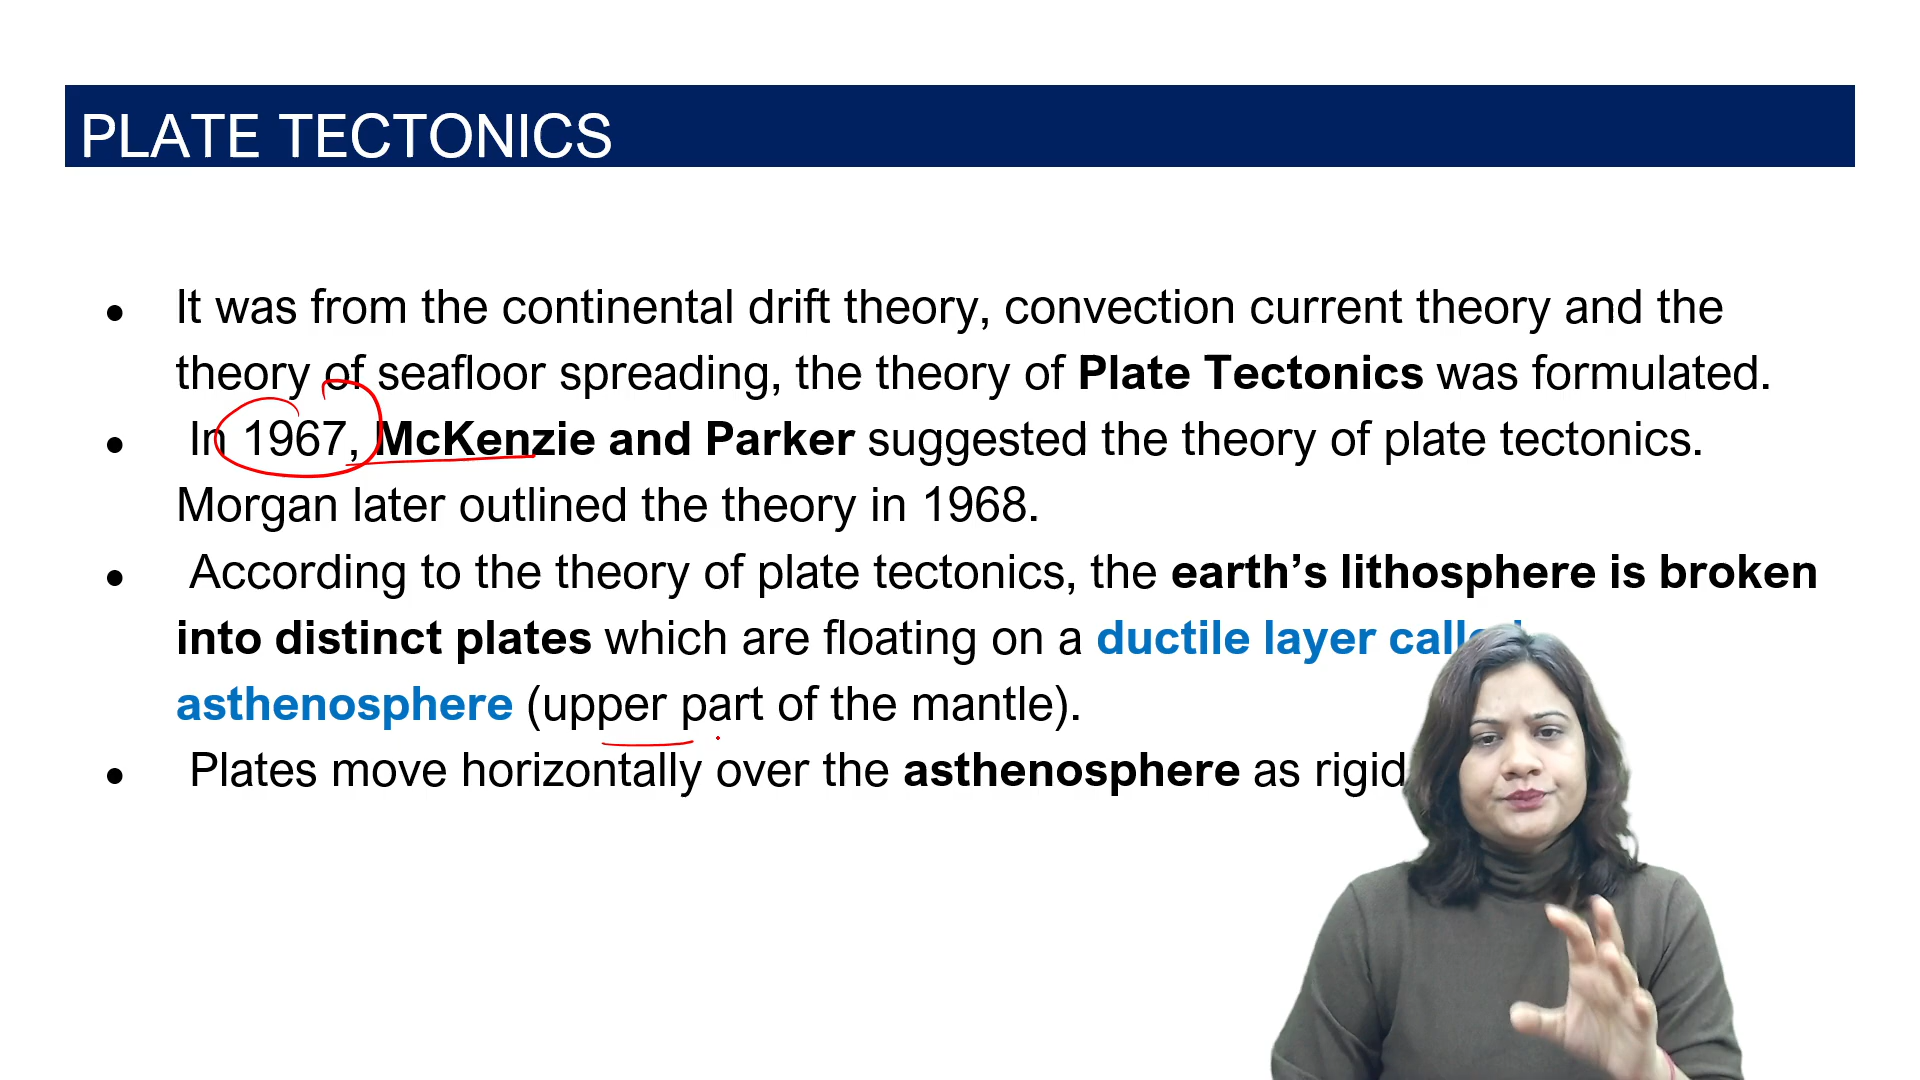 PLATE TECTONICS
● It was from the continental drift theory, convection current theory and the
theory of seafloor spreading, the theory of Plate Tectonics was formulated.
● In 1967, McKenzie and Parker suggested the theory of plate tectonics.
Morgan later outlined the theory in 1968.
● According to the theory of plate tectonics, the earth’s lithosphere is broken
into distinct plates which are floating on a ductile layer called
asthenosphere (upper part of the mantle).
● Plates move horizontally over the asthenosphere as rigid